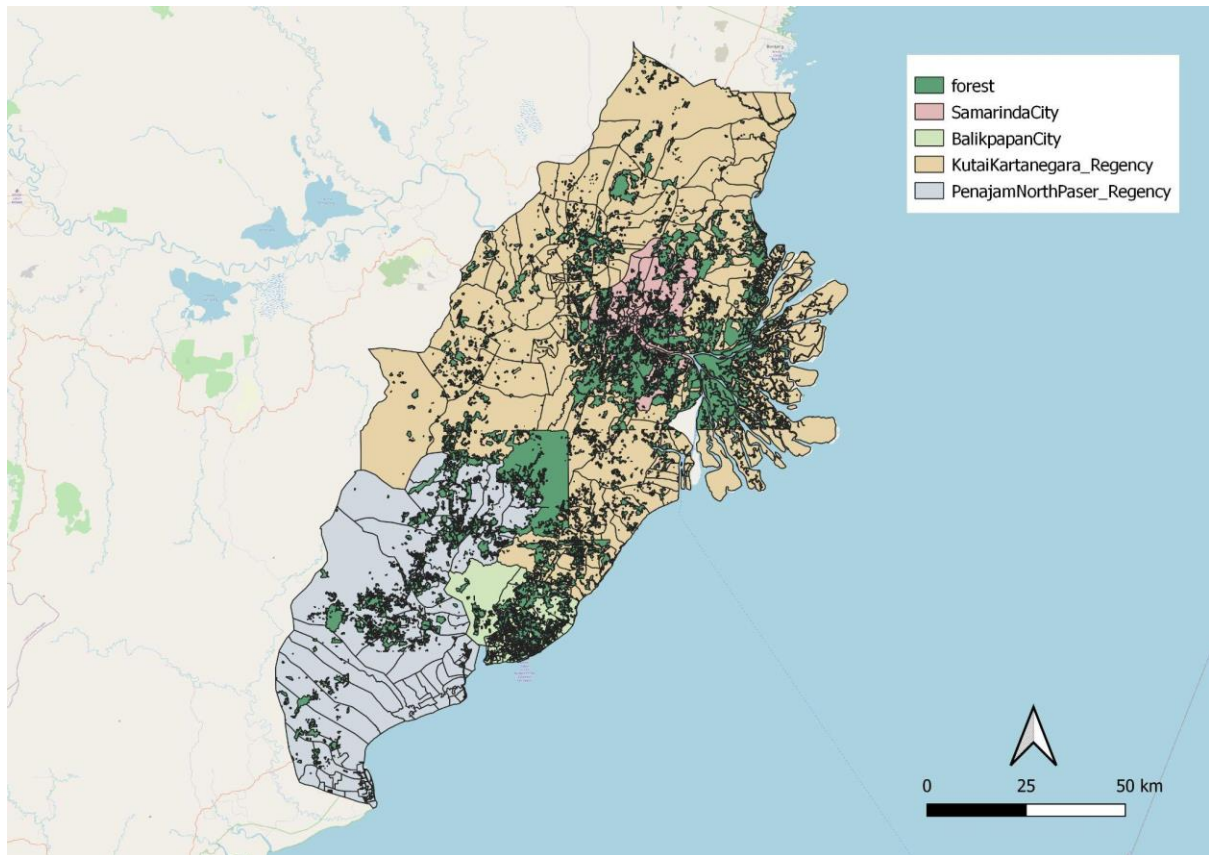 forest
SamarindaCity
BalikpapanCity
KutaiKartanegara_Regency
PenajamNorthPaser_Regency
0 25 50 km